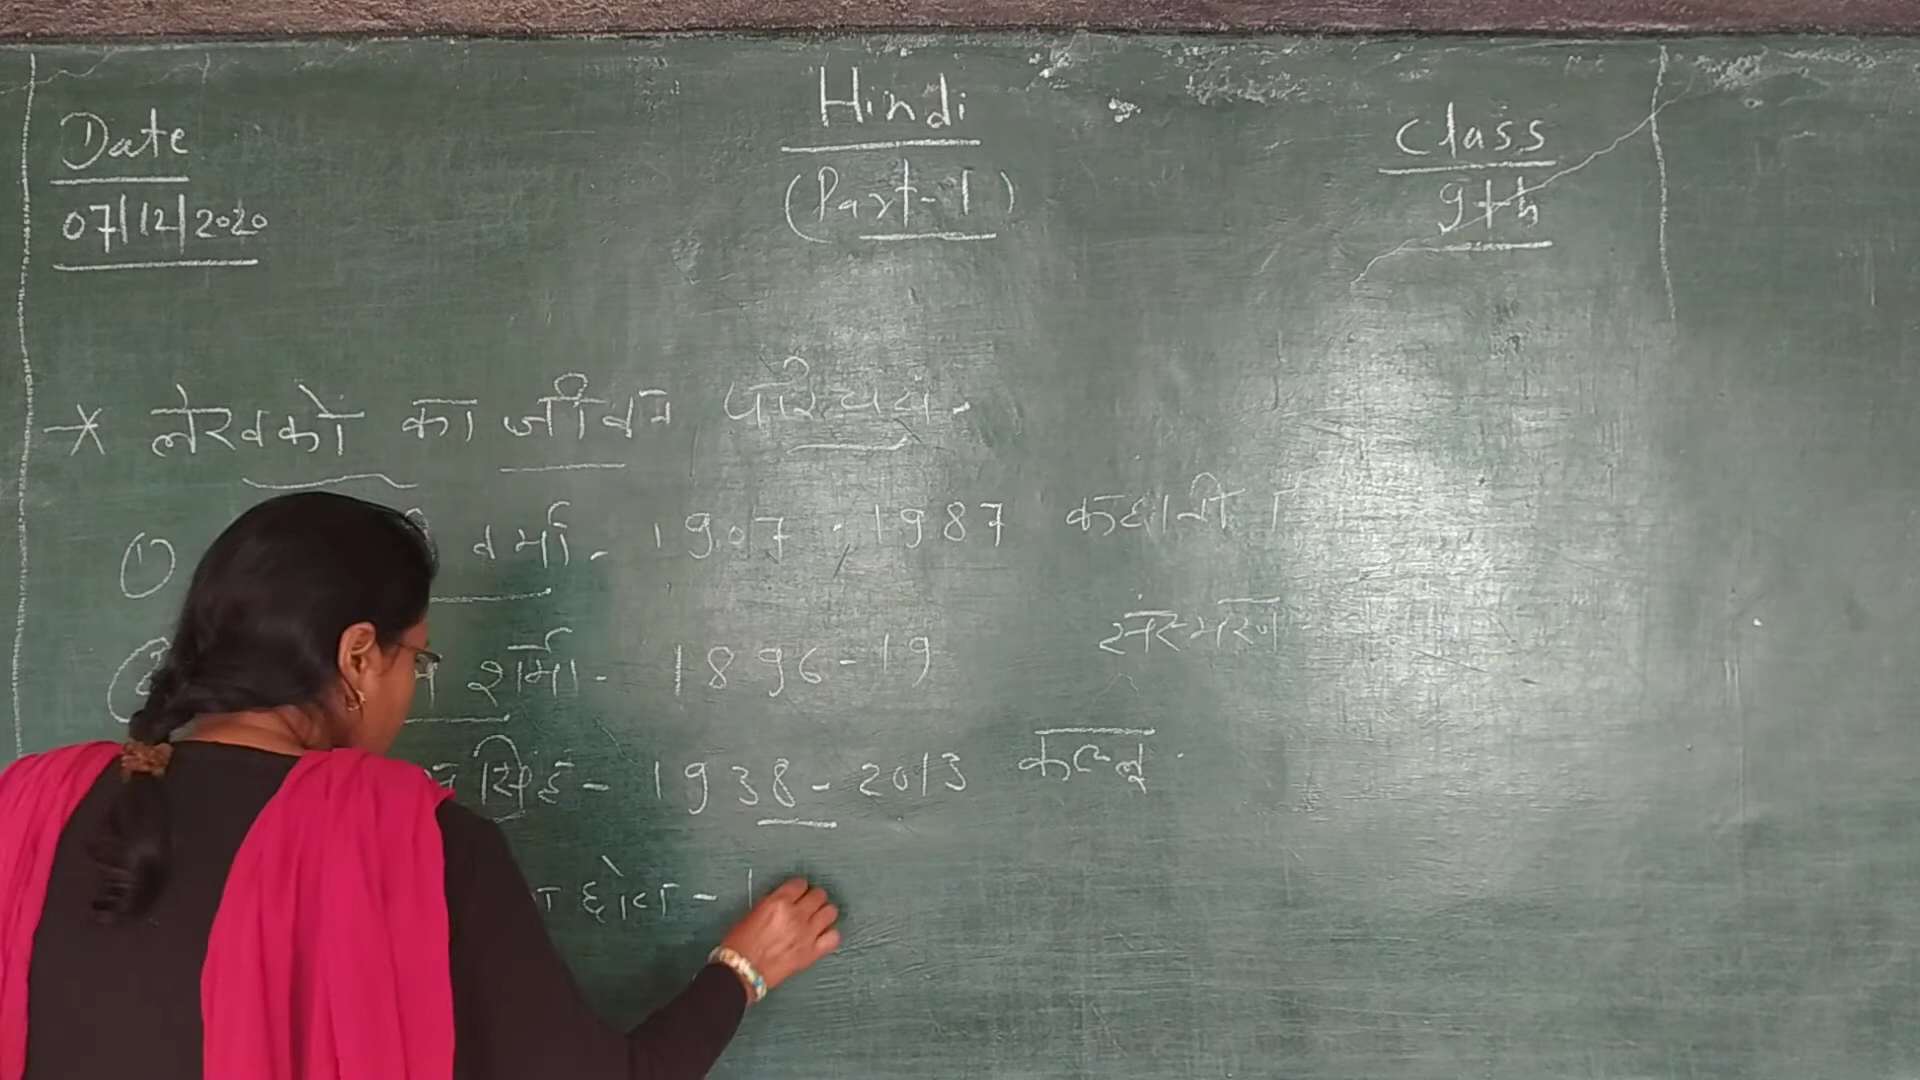 Date
07/12/2020
Hindi
(Part-1)
Class
9th
* लेखको का जीवन परिचय -
① वर्मा - 1907 - 1987 कहानी ।
शर्मा - 1896 - 19 संस्मरण
सिंह - 1938 - 2013 कल्लू